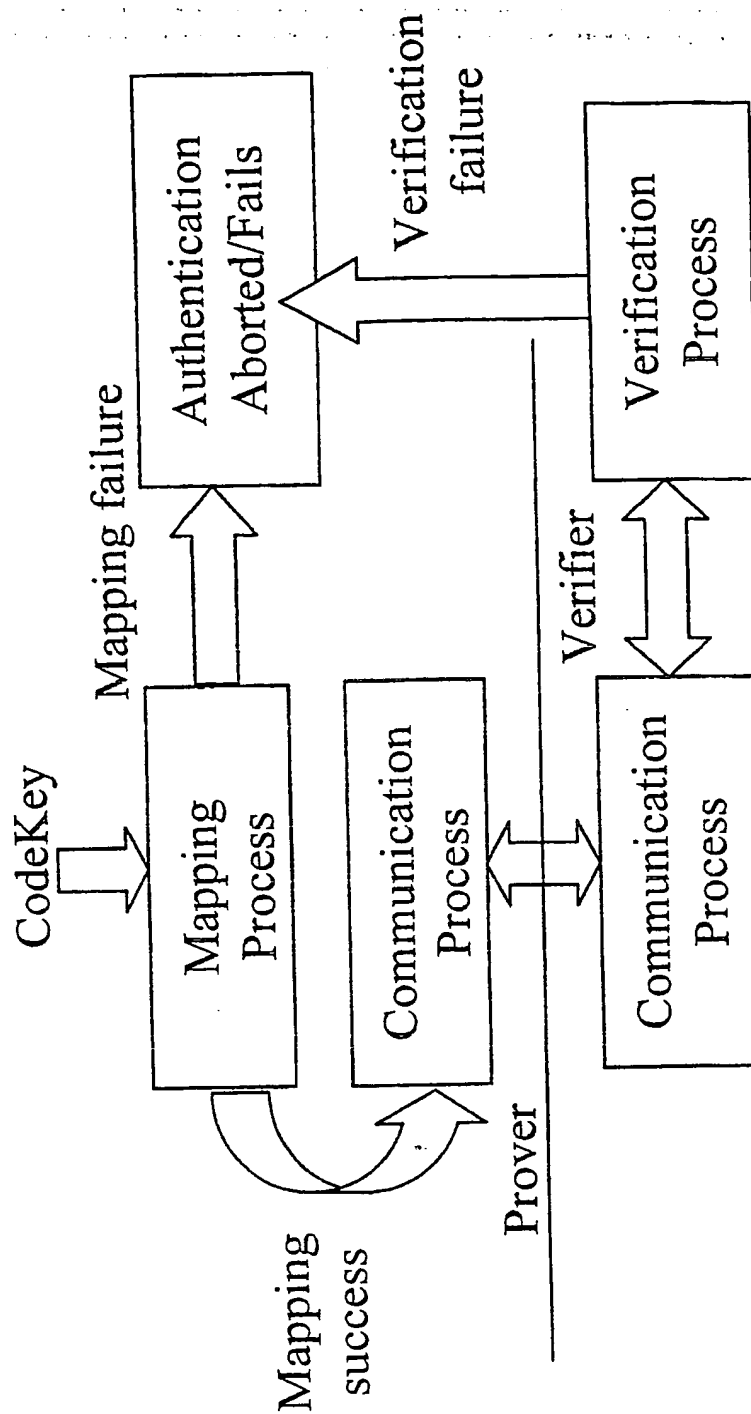 CodeKey
Mapping failure
Mapping
Process
Authentication
Aborted/Fails
Mapping
success
Communication
Process
Verification
failure
Prover
Verifier
Communication
Process
Verification
Process